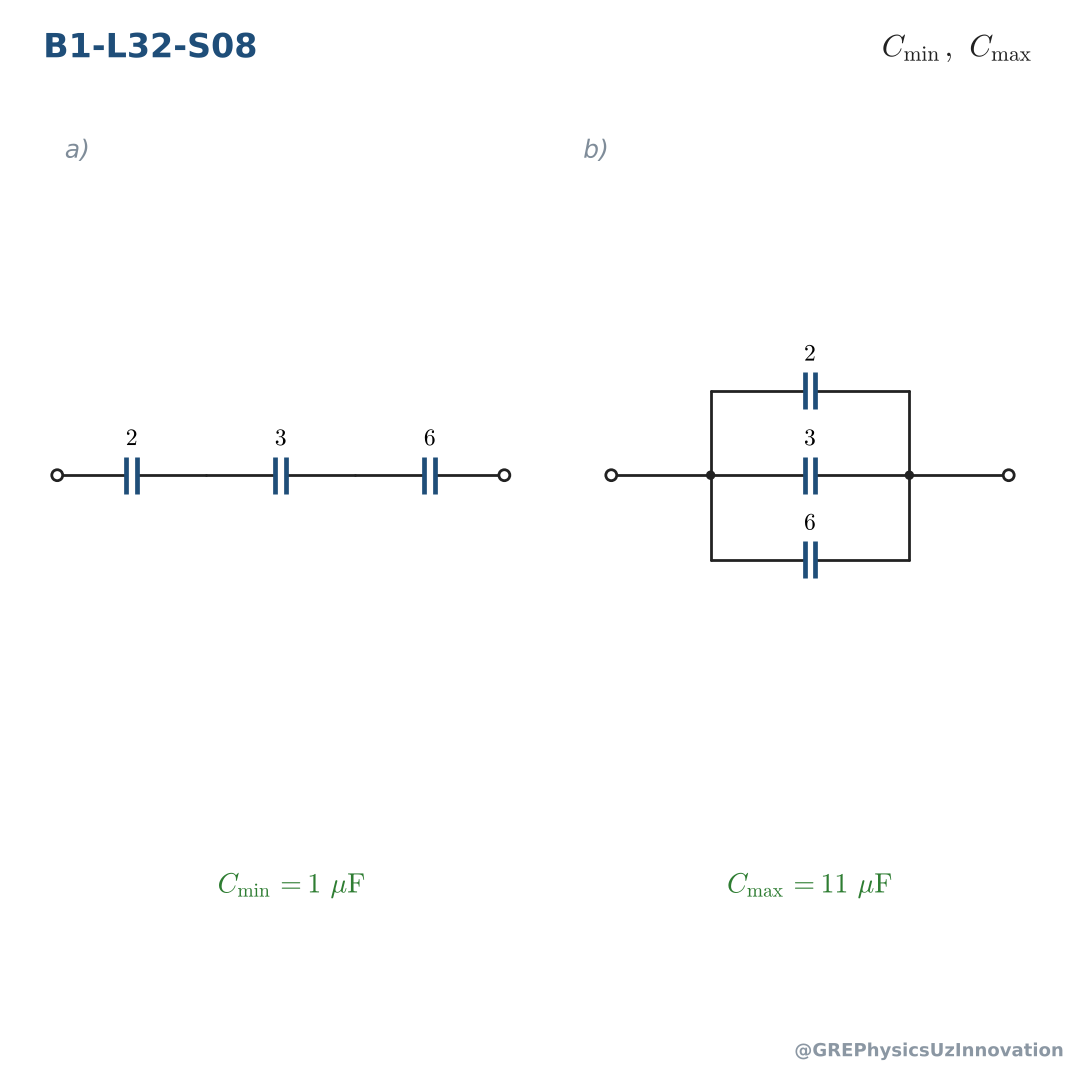 B1-L32-S08
C_min , C_max
a)
b)
2 3 6
2
3
6
C_min = 1 μF
C_max = 11 μF
@GREPhysicsUzInnovation